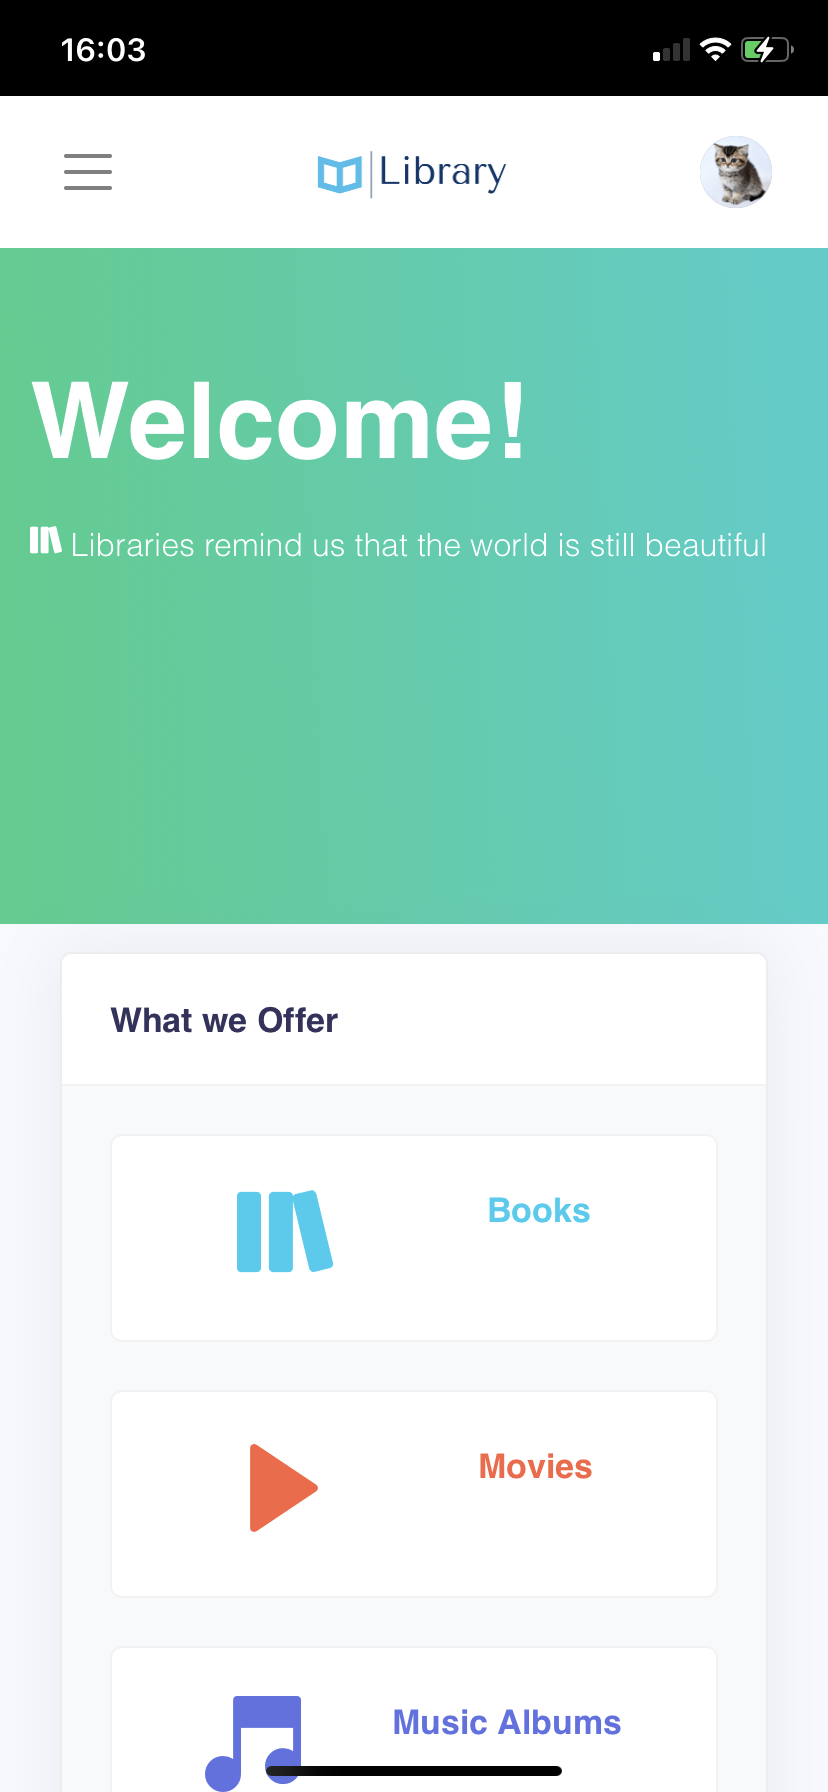 16:03
Library
Welcome!
Libraries remind us that the world is still beautiful
What we Offer
Books
Movies
Music Albums